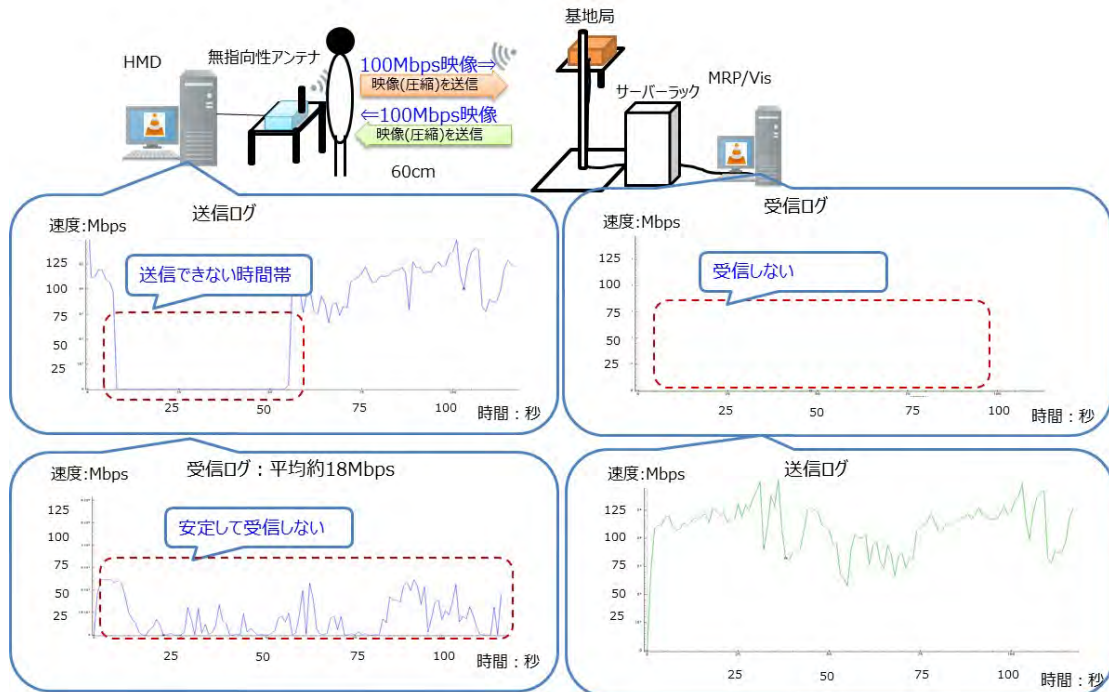 基地局
HMD
無指向性アンテナ
100Mbps映像⇒
映像(圧縮)を送信
⇐100Mbps映像
映像(圧縮)を送信
60cm
サーバーラック
MRP/Vis
送信ログ
速度:Mbps
送信できない時間帯
125
100
75
50
25
25
50
75
100
時間：秒
受信ログ
速度:Mbps
受信しない
125
100
75
50
25
25
50
75
100
時間：秒
受信ログ：平均約18Mbps
速度:Mbps
安定して受信しない
125
100
75
50
25
25
50
75
100
時間：秒
送信ログ
速度:Mbps
125
100
75
50
25
25
50
75
100
時間：秒